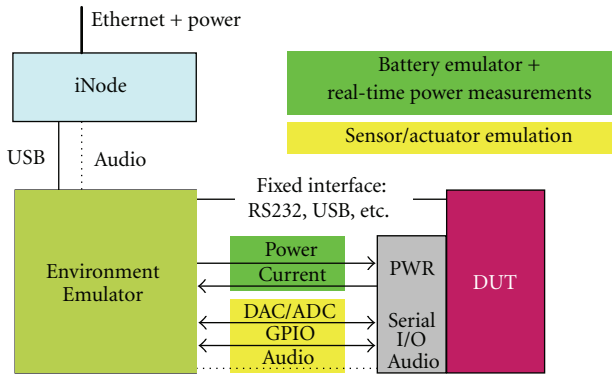 Ethernet + power
iNode
Battery emulator +
real-time power measurements
Sensor/actuator emulation
USB
Audio
Fixed interface:
RS232, USB, etc.
Environment
Emulator
Power
Current
DAC/ADC
GPIO
Audio
PWR
Serial
I/O
Audio
DUT